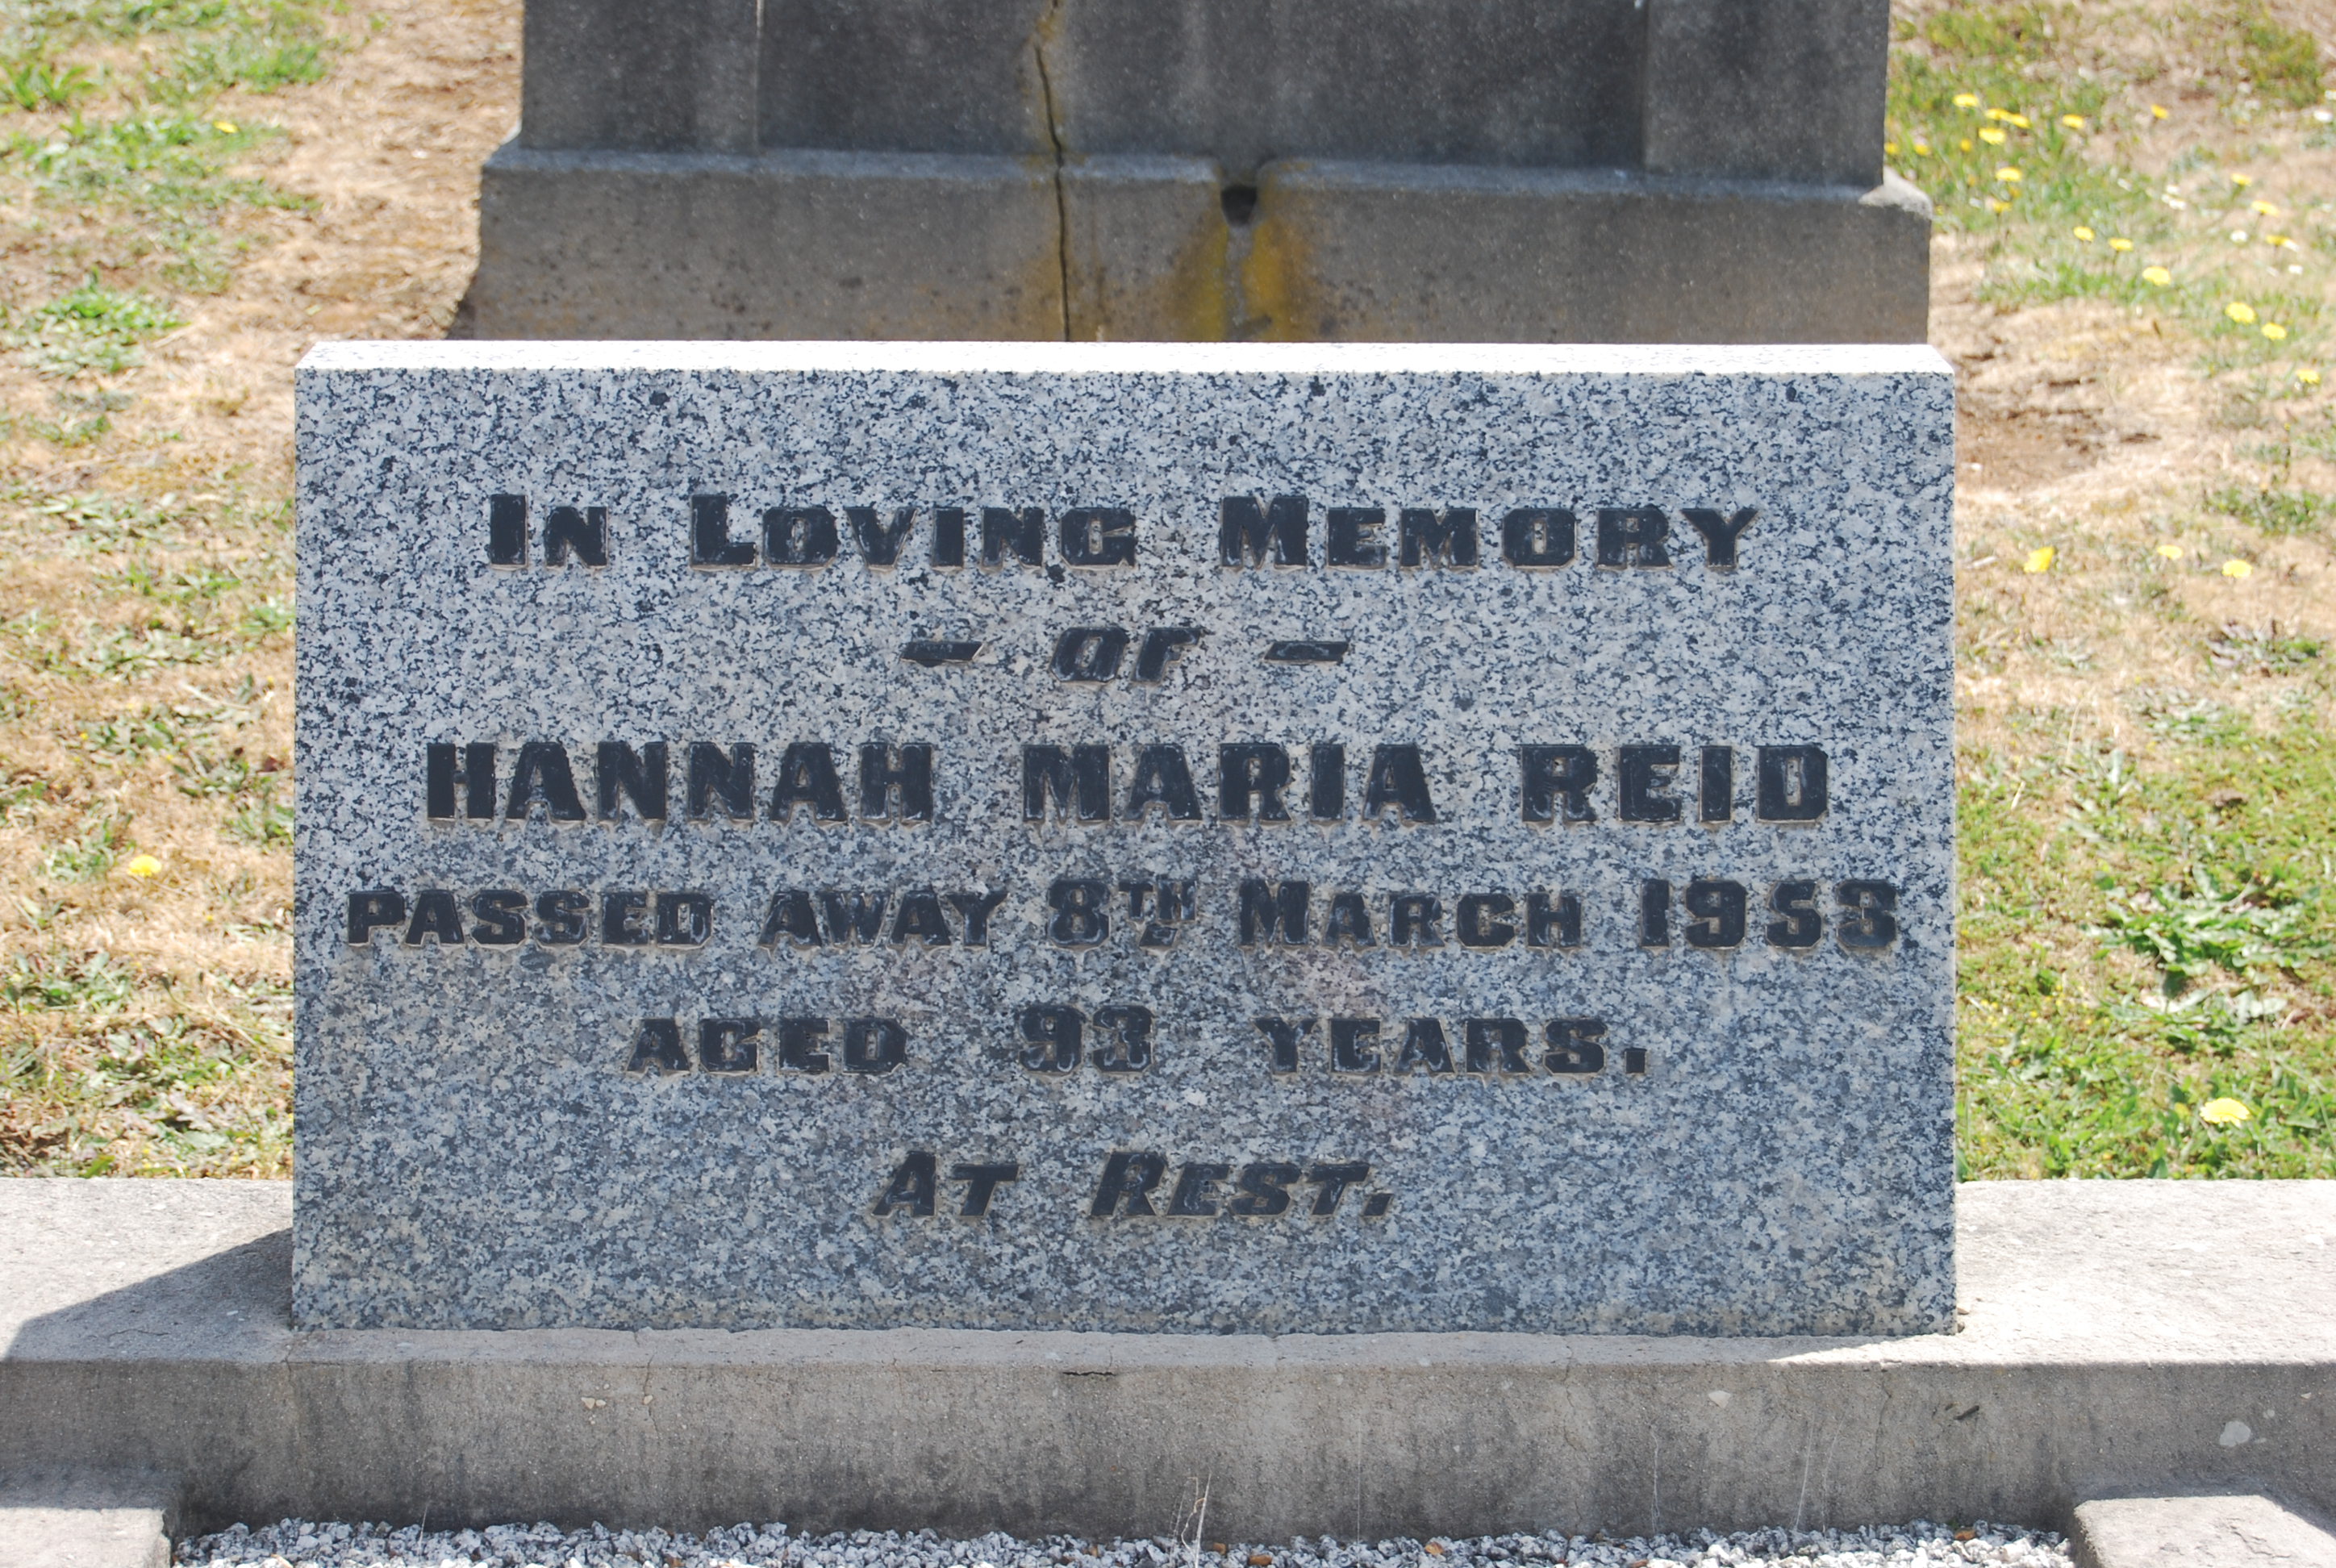 IN LOVING MEMORY
- OF -
HANNAH MARIA REID
PASSED AWAY 8TH MARCH 1953
AGED 93 YEARS.
AT REST.